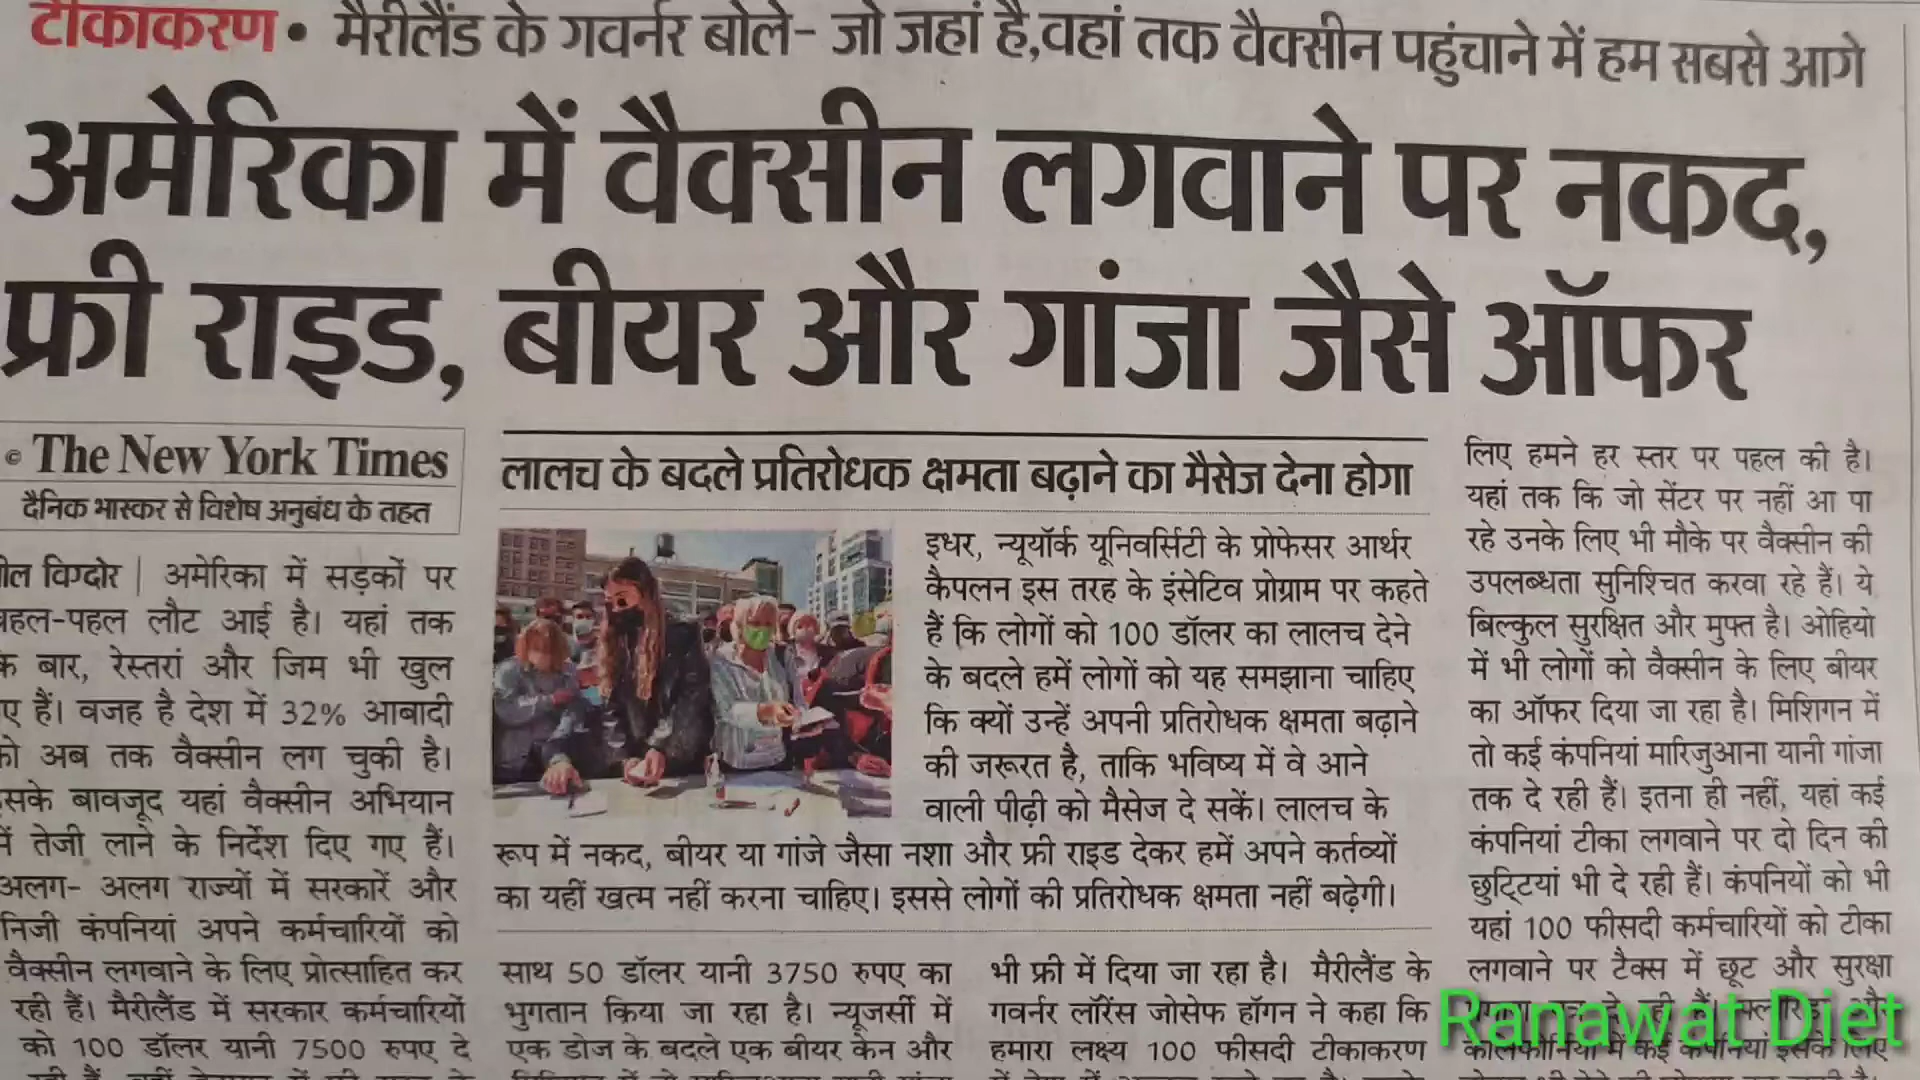 टीकाकरण • मैरीलैंड के गवर्नर बोले- जो जहां है,वहां तक वैक्सीन पहुंचाने में हम सबसे आगे
अमेरिका में वैक्सीन लगवाने पर नकद,
फ्री राइड, बीयर और गांजा जैसे ऑफर
© The New York Times
दैनिक भास्कर से विशेष अनुबंध के तहत
विग्दोर | अमेरिका में सड़कों पर
लौट आई है। यहां तक
बार, रेस्तरां और जिम भी खुल
हैं। वजह है देश में 32% आबादी
अब तक वैक्सीन लग चुकी है।
बावजूद यहां वैक्सीन अभियान
तेजी लाने के निर्देश दिए गए हैं।
अलग- अलग राज्यों में सरकारें और
निजी कंपनियां अपने कर्मचारियों को
वैक्सीन लगवाने के लिए प्रोत्साहित कर
रही हैं। मैरीलैंड में सरकार कर्मचारियों
को 100 डॉलर यानी 7500 रुपए दे
लालच के बदले प्रतिरोधक क्षमता बढ़ाने का मैसेज देना होगा
इधर, न्यूयॉर्क यूनिवर्सिटी के प्रोफेसर आर्थर
कैपलन इस तरह के इंसेटिव प्रोग्राम पर कहते
हैं कि लोगों को 100 डॉलर का लालच देने
के बदले हमें लोगों को यह समझाना चाहिए
कि क्यों उन्हें अपनी प्रतिरोधक क्षमता बढ़ाने
की जरूरत है, ताकि भविष्य में वे आने
वाली पीढ़ी को मैसेज दे सकें। लालच के
रूप में नकद, बीयर या गांजे जैसा नशा और फ्री राइड देकर हमें अपने कर्तव्यों
का यहीं खत्म नहीं करना चाहिए। इससे लोगों की प्रतिरोधक क्षमता नहीं बढ़ेगी।
साथ 50 डॉलर यानी 3750 रुपए का
भुगतान किया जा रहा है। न्यूजर्सी में
एक डोज के बदले एक बीयर केन और
भी फ्री में दिया जा रहा है। मैरीलैंड के
गवर्नर लॉरेंस जोसेफ हॉगन ने कहा कि
हमारा लक्ष्य 100 फीसदी टीकाकरण
लिए हमने हर स्तर पर पहल की है।
यहां तक कि जो सेंटर पर नहीं आ पा
रहे उनके लिए भी मौके पर वैक्सीन की
उपलब्धता सुनिश्चित करवा रहे हैं। ये
बिल्कुल सुरक्षित और मुफ्त है। ओहियो
में भी लोगों को वैक्सीन के लिए बीयर
का ऑफर दिया जा रहा है। मिशिगन में
तो कई कंपनियां मारिजुआना यानी गांजा
तक दे रही हैं। इतना ही नहीं, यहां कई
कंपनियां टीका लगवाने पर दो दिन की
छुट्टियां भी दे रही हैं। कंपनियों को भी
यहां 100 फीसदी कर्मचारियों को टीका
लगवाने पर टैक्स में छूट और सुरक्षा
Ranawat Diet